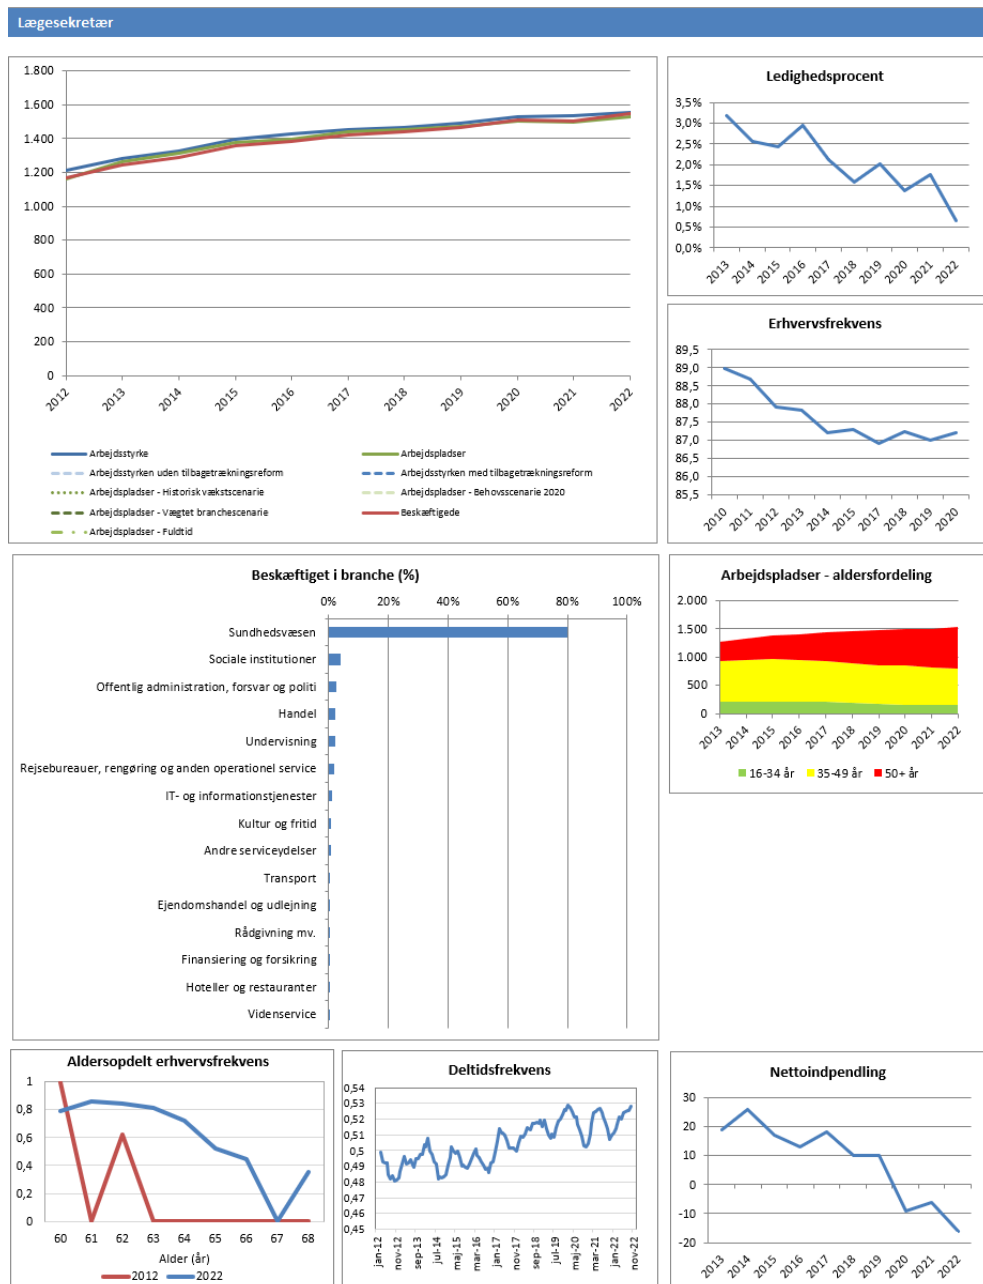 Lægesekretær
1.800
1.600
1.400
1.200
1.000
800
600
400
200
0
2012 2013 2014 2015 2016 2017 2018 2019 2020 2021 2022
Arbejdsstyrke Arbejdspladser
Arbejdsstyrken uden tilbagetrækningsreform Arbejdsstyrken med tilbagetrækningsreform
Arbejdspladser - Historisk vækstscenarie Arbejdspladser - Behovsscenarie 2020
Arbejdspladser - Vægtet branchescenarie Beskæftigede
Arbejdspladser - Fuldtid
Ledighedsprocent
3,5%
3,0%
2,5%
2,0%
1,5%
1,0%
0,5%
0,0%
2013 2014 2015 2016 2017 2018 2019 2020 2021 2022
Erhvervsfrekvens
89,5
89,0
88,5
88,0
87,5
87,0
86,5
86,0
85,5
2010 2011 2012 2013 2014 2015 2017 2018 2019 2020
Beskæftiget i branche (%)
0% 20% 40% 60% 80% 100%
Sundhedsvæsen
Sociale institutioner
Offentlig administration, forsvar og politi
Handel
Undervisning
Rejsebureauer, rengøring og anden operationel service
IT- og informationstjenester
Kultur og fritid
Andre serviceydelser
Transport
Ejendomshandel og udlejning
Rådgivning mv.
Finansiering og forsikring
Hoteller og restauranter
Videnservice
Arbejdspladser - aldersfordeling
2.000
1.500
1.000
500
0
2013 2014 2015 2016 2017 2018 2019 2020 2021 2022
16-34 år 35-49 år 50+ år
Aldersopdelt erhvervsfrekvens
1
0,8
0,6
0,4
0,2
0
60 61 62 63 64 65 66 67 68
Alder (år)
2012 2022
Deltidsfrekvens
0,54
0,53
0,52
0,51
0,5
0,49
0,48
0,47
0,46
0,45
jan-12 nov-12 sep-13 jul-14 maj-15 mar-16 jan-17 nov-17 sep-18 jul-19 maj-20 mar-21 jan-22 nov-22
Nettoindpendling
30
20
10
0
-10
-20
2013 2014 2015 2016 2017 2018 2019 2020 2021 2022